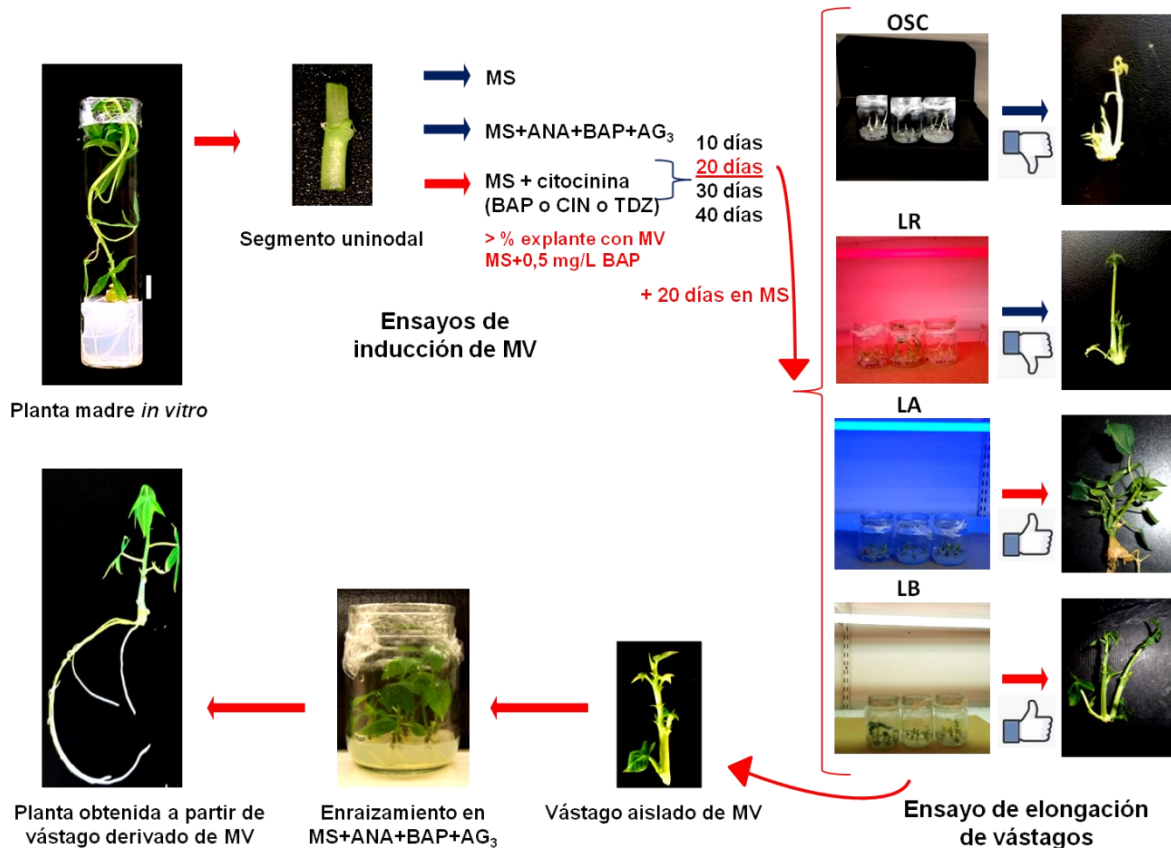 OSC
MS
MS+ANA+BAP+AG3
MS + citocinina
(BAP o CIN o TDZ)
10 días
20 días
30 días
40 días
> % explante con MV
MS+0,5 mg/L BAP
+ 20 días en MS
Segmento uninodal
Ensayos de
inducción de MV
Planta madre in vitro
LR
LA
LB
Ensayo de elongación
de vástagos
Vástago aislado de MV
Enraizamiento en
MS+ANA+BAP+AG3
Planta obtenida a partir de
vástago derivado de MV